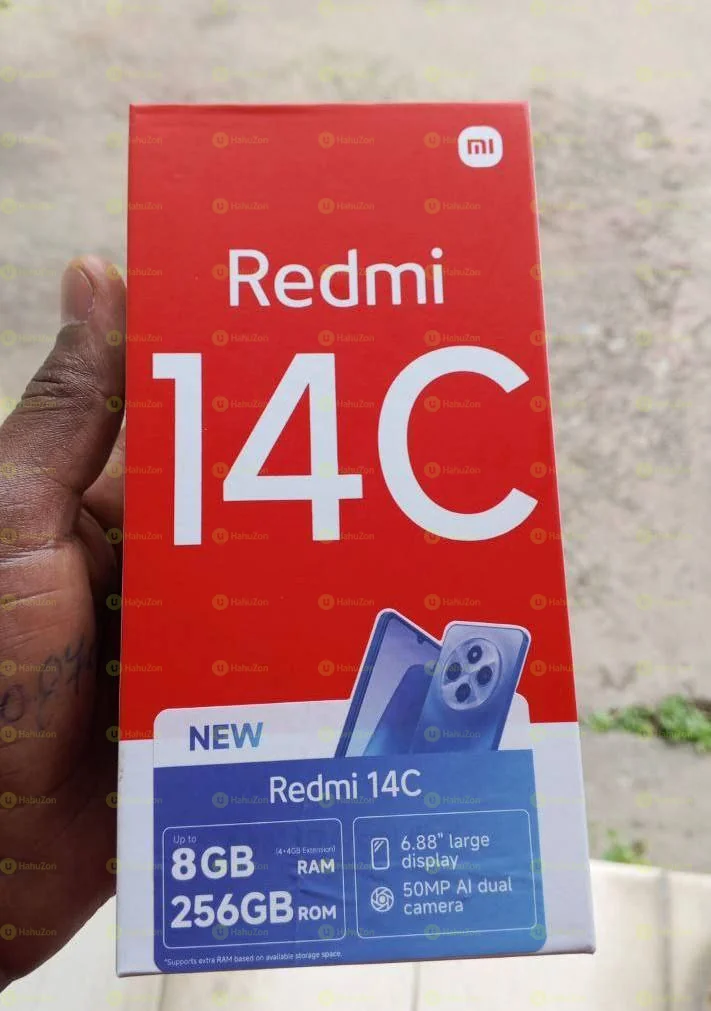 mi
Redmi
14C
NEW
Redmi 14C
Up to
8GB (4+4GB Extension) RAM
256GB ROM
6.88" large
display
50MP AI dual
camera
*Supports extra RAM based on available storage space.
HahuZon